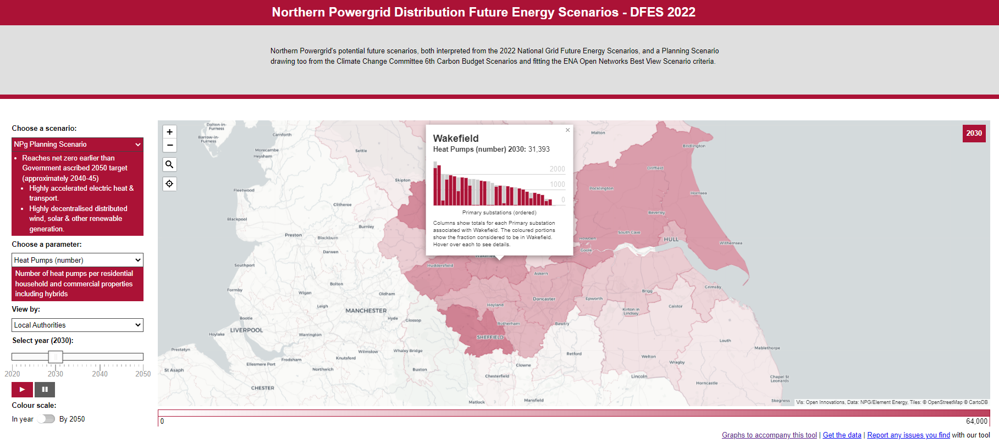 Northern Powergrid Distribution Future Energy Scenarios - DFES 2022
Northern Powergrid's potential future scenarios, both interpreted from the 2022 National Grid Future Energy Scenarios, and a Planning Scenario
drawing too from the Climate Change Committee 6th Carbon Budget Scenarios and fitting the ENA Open Networks Best View Scenario criteria.
Choose a scenario:
NPg Planning Scenario
• Reaches net zero earlier than
Government ascribed 2050 target
(approximately 2040-45)
• Highly accelerated electric heat &
transport.
• Highly decentralised distributed
wind, solar & other renewable
generation.
Choose a parameter:
Heat Pumps (number)
Number of heat pumps per residential
household and commercial properties
including hybrids
View by:
Local Authorities
Select year (2030):
2020 2030 2040 2050
Colour scale:
In year By 2050
+
−
2030
Wakefield
×
Heat Pumps (number) 2030: 31,393
2000
1000
0
Primary substations (ordered)
Columns show totals for each Primary substation
associated with Wakefield. The coloured portions
show the fraction considered to be in Wakefield.
Hover over each to see details.
Dalton-in-
Furness
Barrow-in-
Furness
Carnforth
Malton
Bridlington
Morecambe
Heysham
Settle
Driffield
Skipton
Pocklington
Fleetwood
Hornsea
Clitheroe
Beverley
Blackpool
Burnley
South Cave
Preston
Blackburn
Howden
HULL
Withernsea
Darwen
Goole
Wakefield
Southport
Huddersfield
Askern
Bolton
Formby
Wigan
Oldham
Brigg
Grimsby
Leigh
Hoyland
Doncaster
Epworth
Caistor
MANCHESTER
Kirton in
Lindsey
Bootle
Hyde
Glossop
Rotherham
Bawtry
Hoylake
LIVERPOOL
Warrington
SHEFFIELD
Louth
Prestatyn
Wilmslow
Whaley Bridge
Retford
Mablethorpe
Frodsham
Knutsford
Welton
Ellesmere Port
Clowne
Wragby
St Asaph
Northwich
Buxton
Chesterfield
Lincoln
Chapel St
Leonards
Horncastle
CHESTER
Matlock
Mansfield
Skegness
Vis: Open Innovations, Data: NPG/Element Energy, Tiles: © OpenStreetMap © CartoDB
0 64,000
Graphs to accompany this tool | Get the data | Report any issues you find with our tool